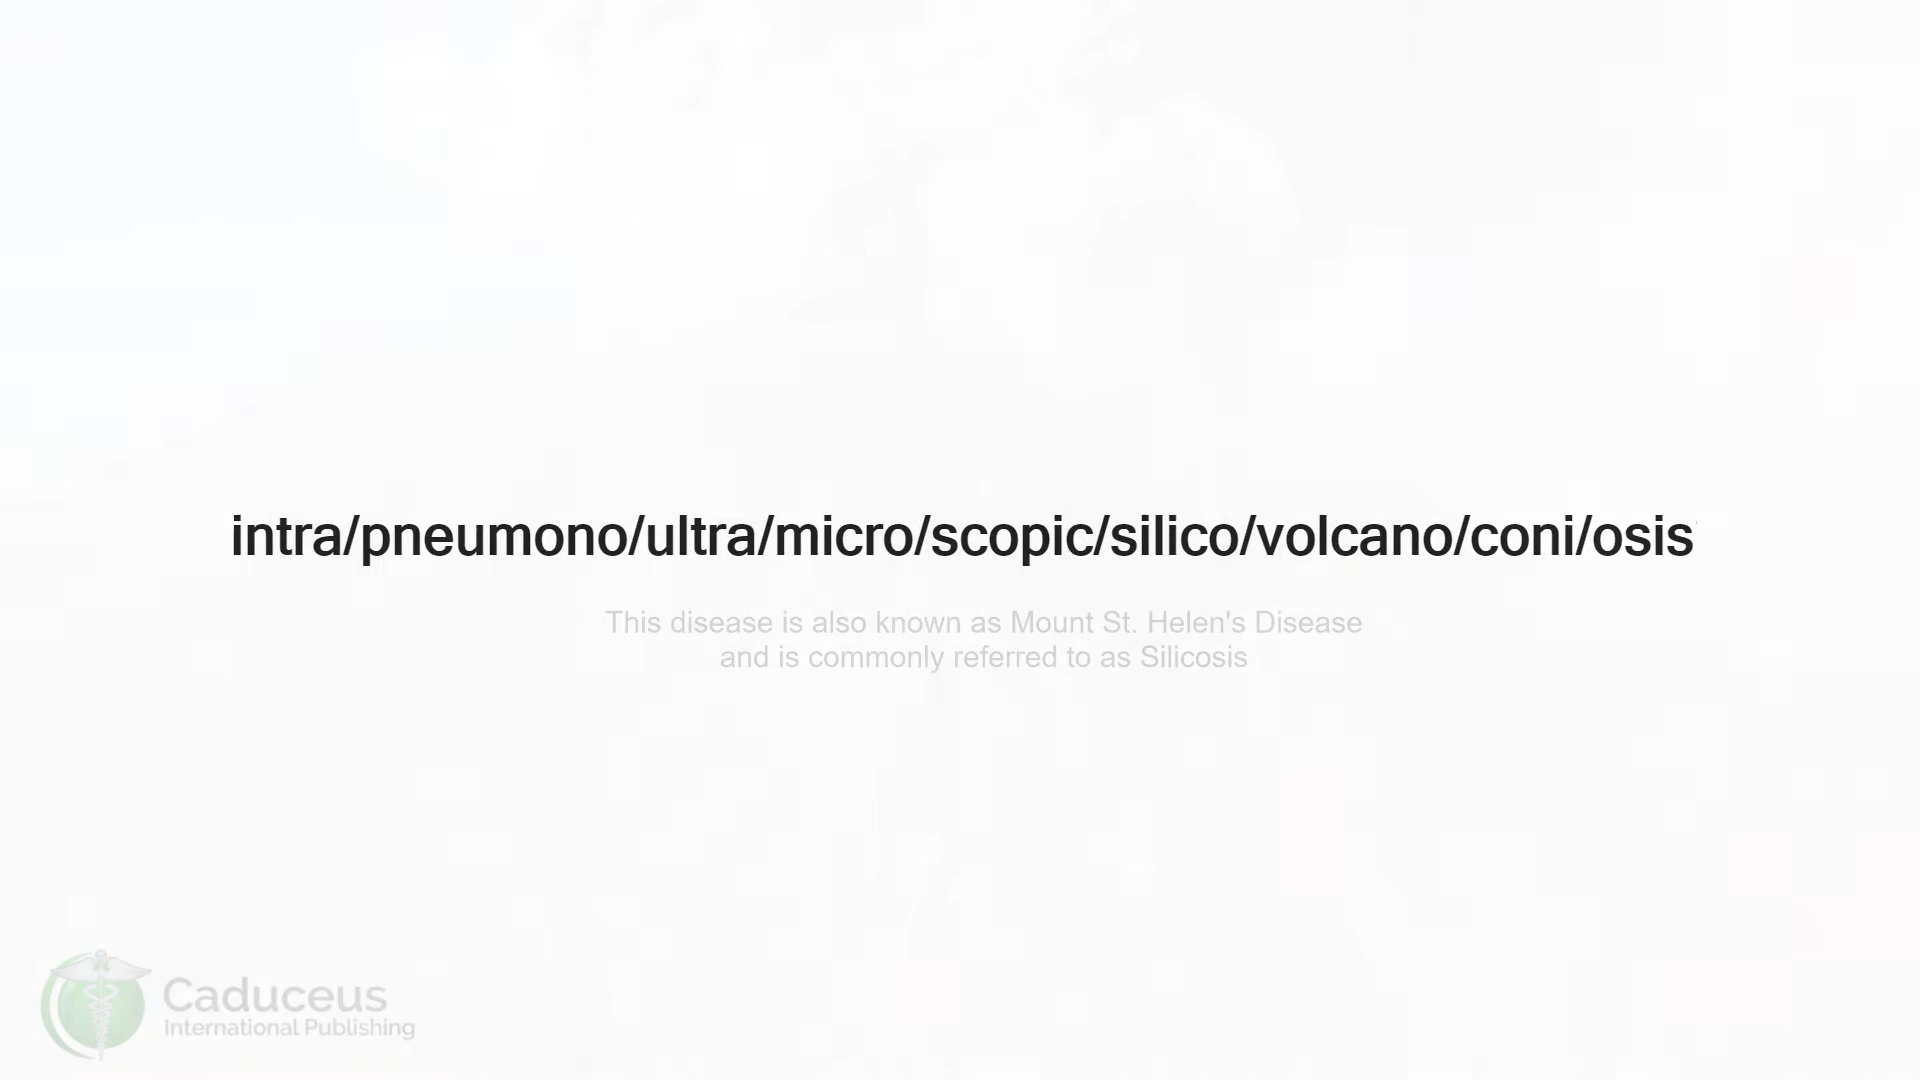 intra/pneumono/ultra/micro/scopic/silico/volcano/coni/osis
This disease is also known as Mount St. Helen's Disease
and is commonly referred to as Silicosis
Caduceus
International Publishing